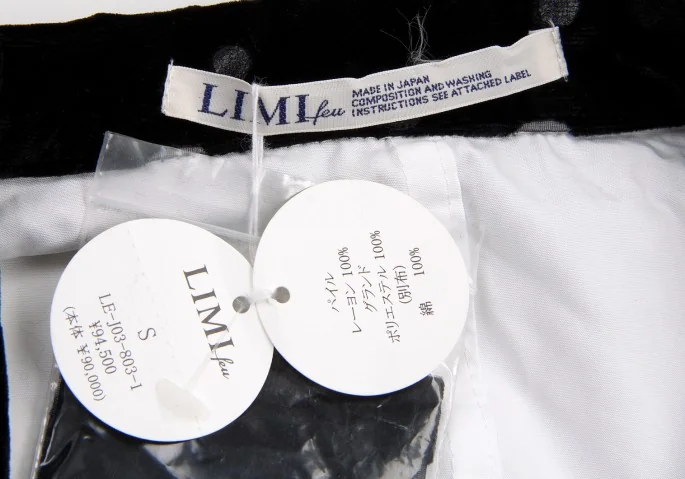 LIMI feu
MADE IN JAPAN
COMPOSITION AND WASHING
INSTRUCTIONS SEE ATTACHED LABEL
LIMI feu
S
LE-J03-803-1
¥94,500
(本体 ¥90,000)
パイル
レーヨン 100%
グランド
ポリエステル 100%
(別布)
綿 100%